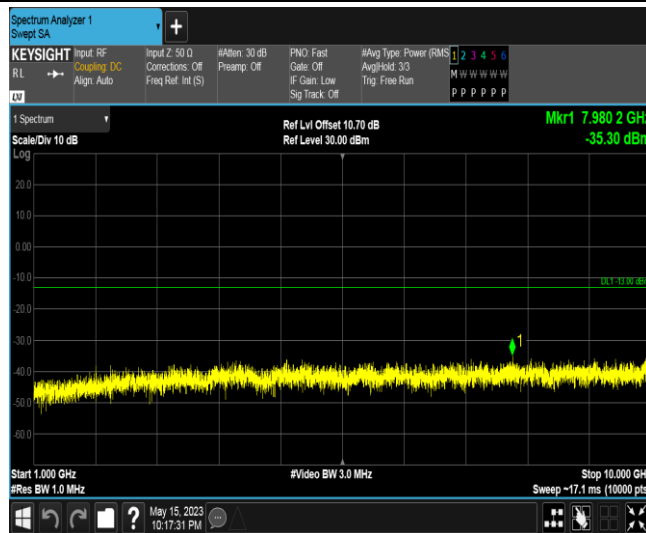 Spectrum Analyzer 1
Swept SA
+
KEYSIGHT
RL
LXI
Input: RF
Coupling: DC
Align: Auto
Input Z: 50 Ω
Corrections: Off
Freq Ref: Int (S)
#Atten: 30 dB
Preamp: Off
PNO: Fast
Gate: Off
IF Gain: Low
Sig Track: Off
#Avg Type: Power (RMS
Avg|Hold: 3/3
Trig: Free Run
1 2 3 4 5 6
M W W W W W
P P P P P P
1 Spectrum
Scale/Div 10 dB
Log
Ref Lvl Offset 10.70 dB
Ref Level 30.00 dBm
Mkr1 7.980 2 GHz
-35.30 dBm
20.0
10.0
0.00
-10.0
DL1 -13.00 dBm
-20.0
-30.0
1
-40.0
-50.0
-60.0
Start 1.000 GHz
#Video BW 3.0 MHz
Stop 10.000 GHz
#Res BW 1.0 MHz
Sweep ~17.1 ms (10000 pts)
?
May 15, 2023
10:17:31 PM